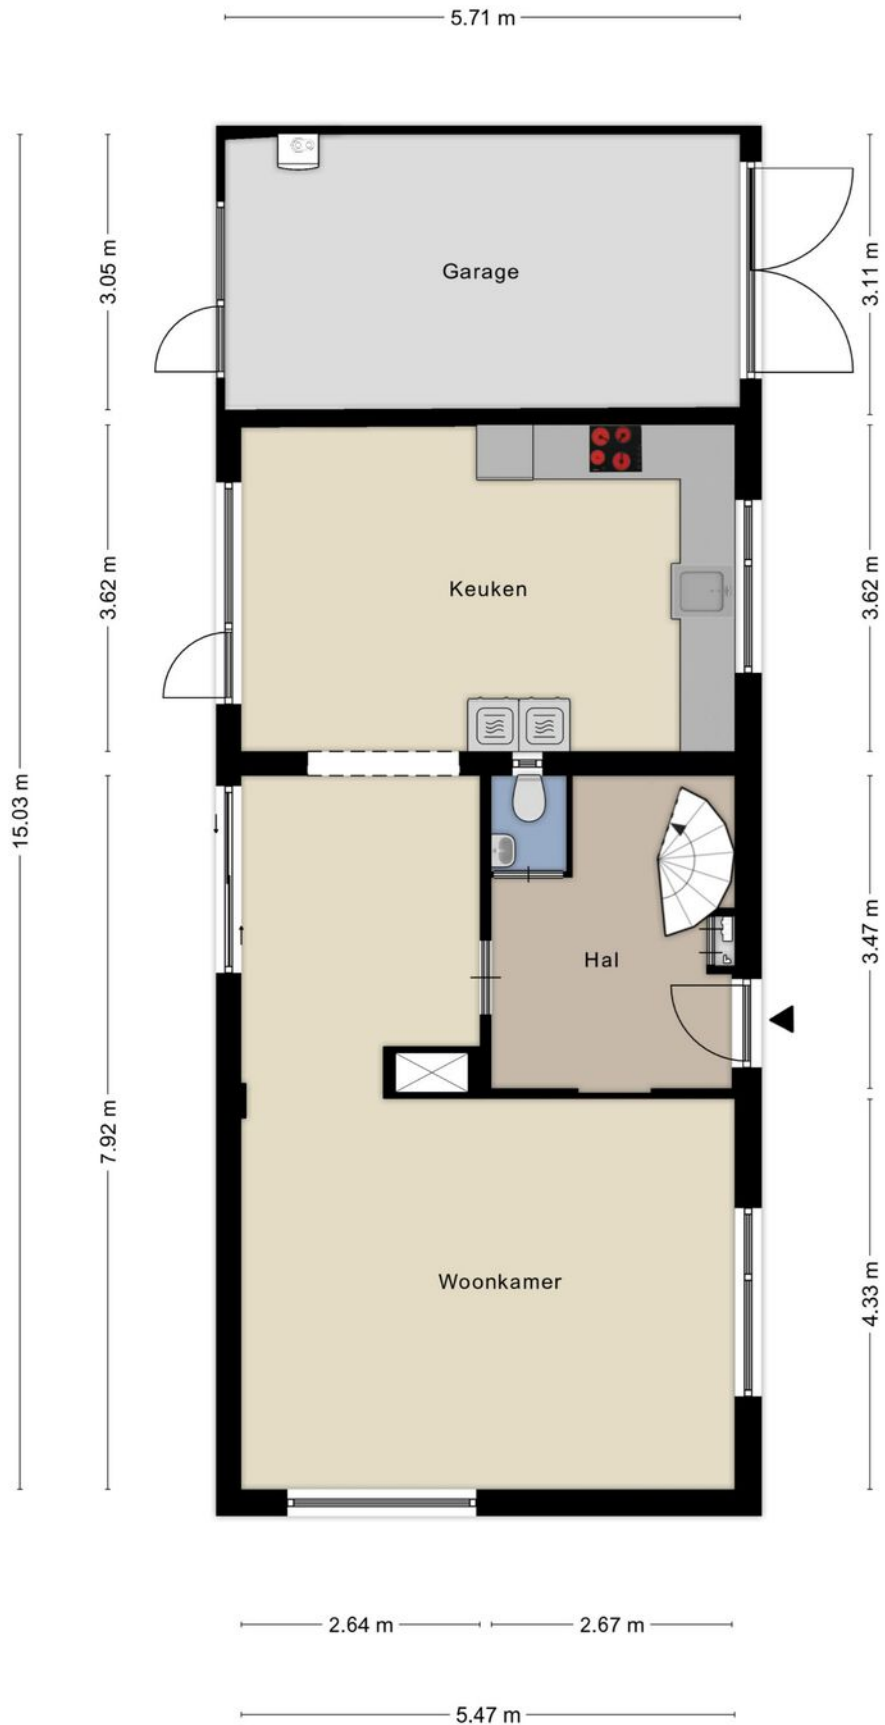 5.71 m
Garage
3.05 m
3.11 m
Keuken
3.62 m
3.62 m
15.03 m
Hal
3.47 m
7.92 m
Woonkamer
4.33 m
2.64 m
2.67 m
5.47 m